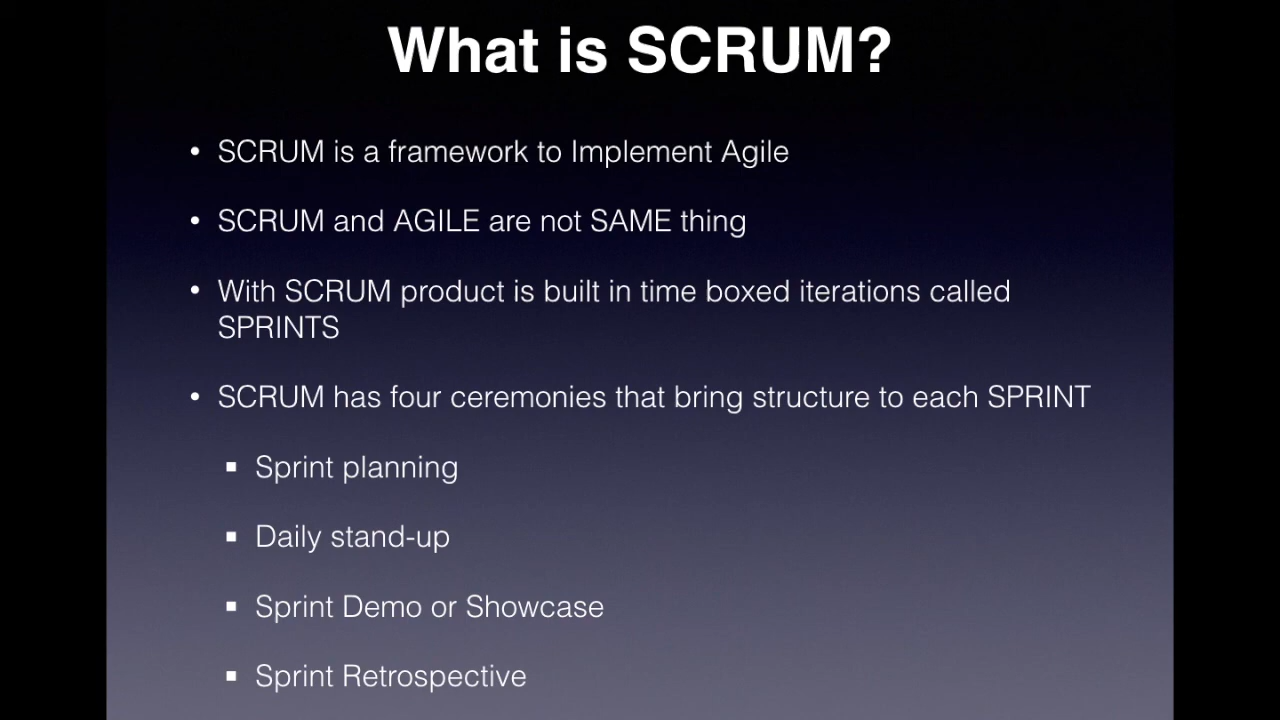 What is SCRUM?
• SCRUM is a framework to Implement Agile
• SCRUM and AGILE are not SAME thing
• With SCRUM product is built in time boxed iterations called
SPRINTS
• SCRUM has four ceremonies that bring structure to each SPRINT
▪ Sprint planning
▪ Daily stand-up
▪ Sprint Demo or Showcase
▪ Sprint Retrospective